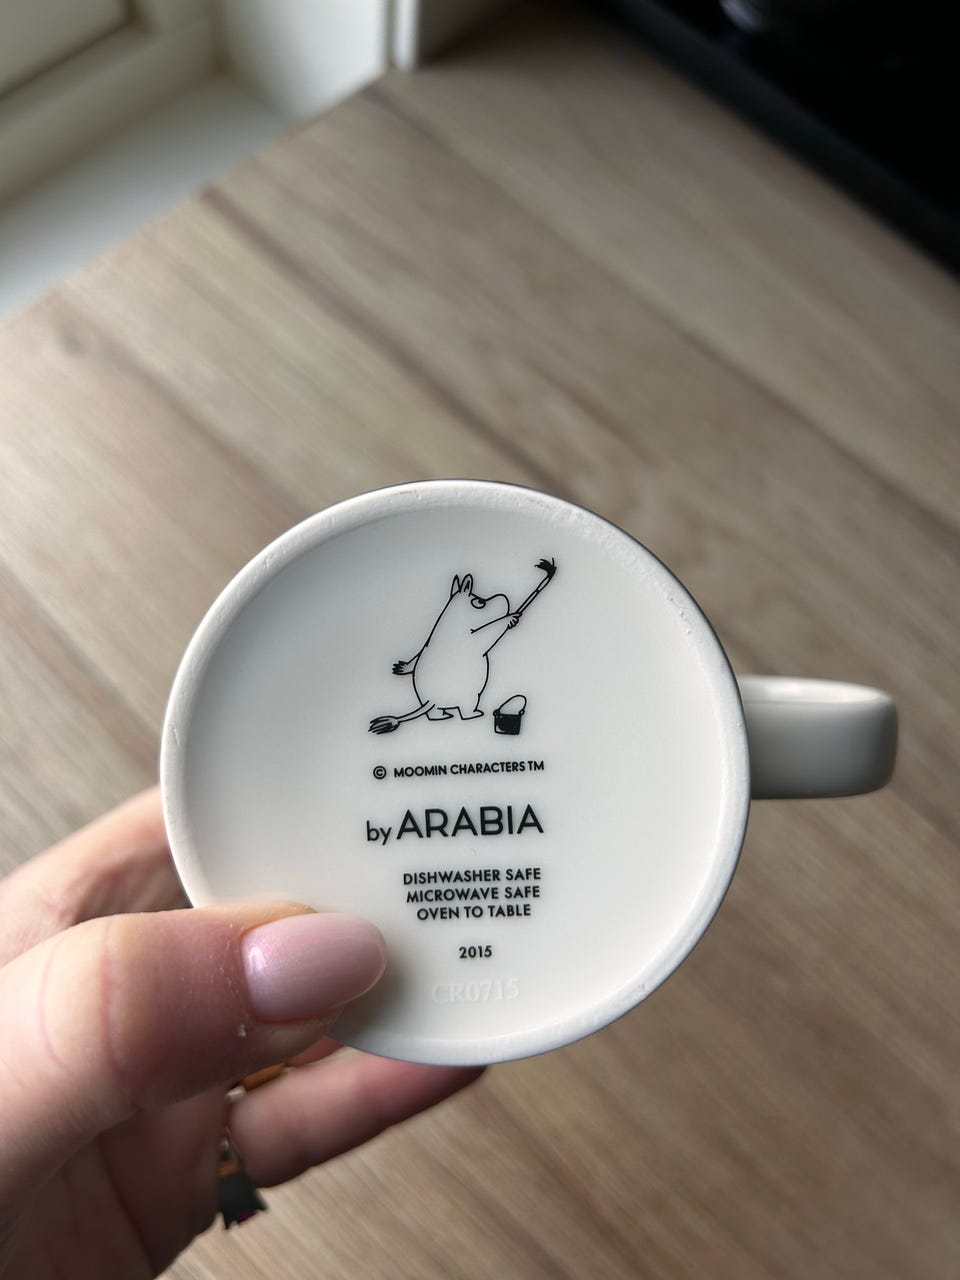 © MOOMIN CHARACTERS TM
by ARABIA
DISHWASHER SAFE
MICROWAVE SAFE
OVEN TO TABLE
2015
CR0715